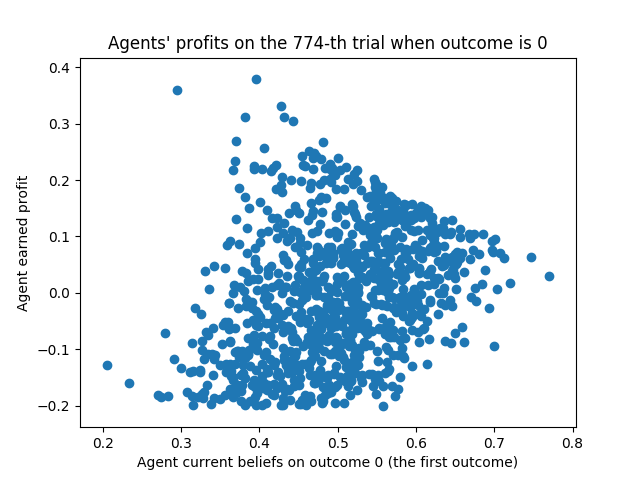 Agents' profits on the 774-th trial when outcome is 0
0.4
0.3
0.2
0.1
0.0
−0.1
−0.2
Agent earned profit
0.2 0.3 0.4 0.5 0.6 0.7 0.8
Agent current beliefs on outcome 0 (the first outcome)